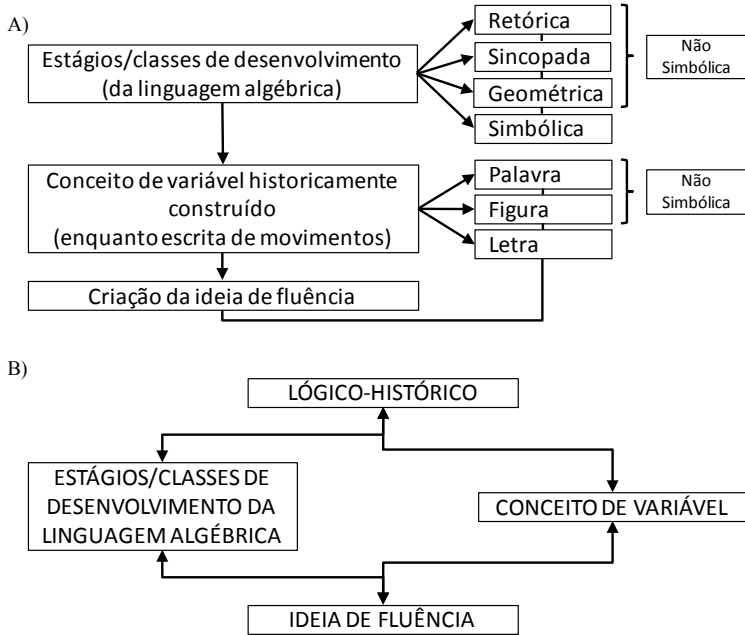 A)
Estágios/classes de desenvolvimento
(da linguagem algébrica)
Retórica
Sincopada
Geométrica
Simbólica
Não
Simbólica
Conceito de variável historicamente
construído
(enquanto escrita de movimentos)
Palavra
Figura
Letra
Não
Simbólica
Criação da ideia de fluência
B)
LÓGICO-HISTÓRICO
ESTÁGIOS/CLASSES DE
DESENVOLVIMENTO DA
LINGUAGEM ALGÉBRICA
CONCEITO DE VARIÁVEL
IDEIA DE FLUÊNCIA